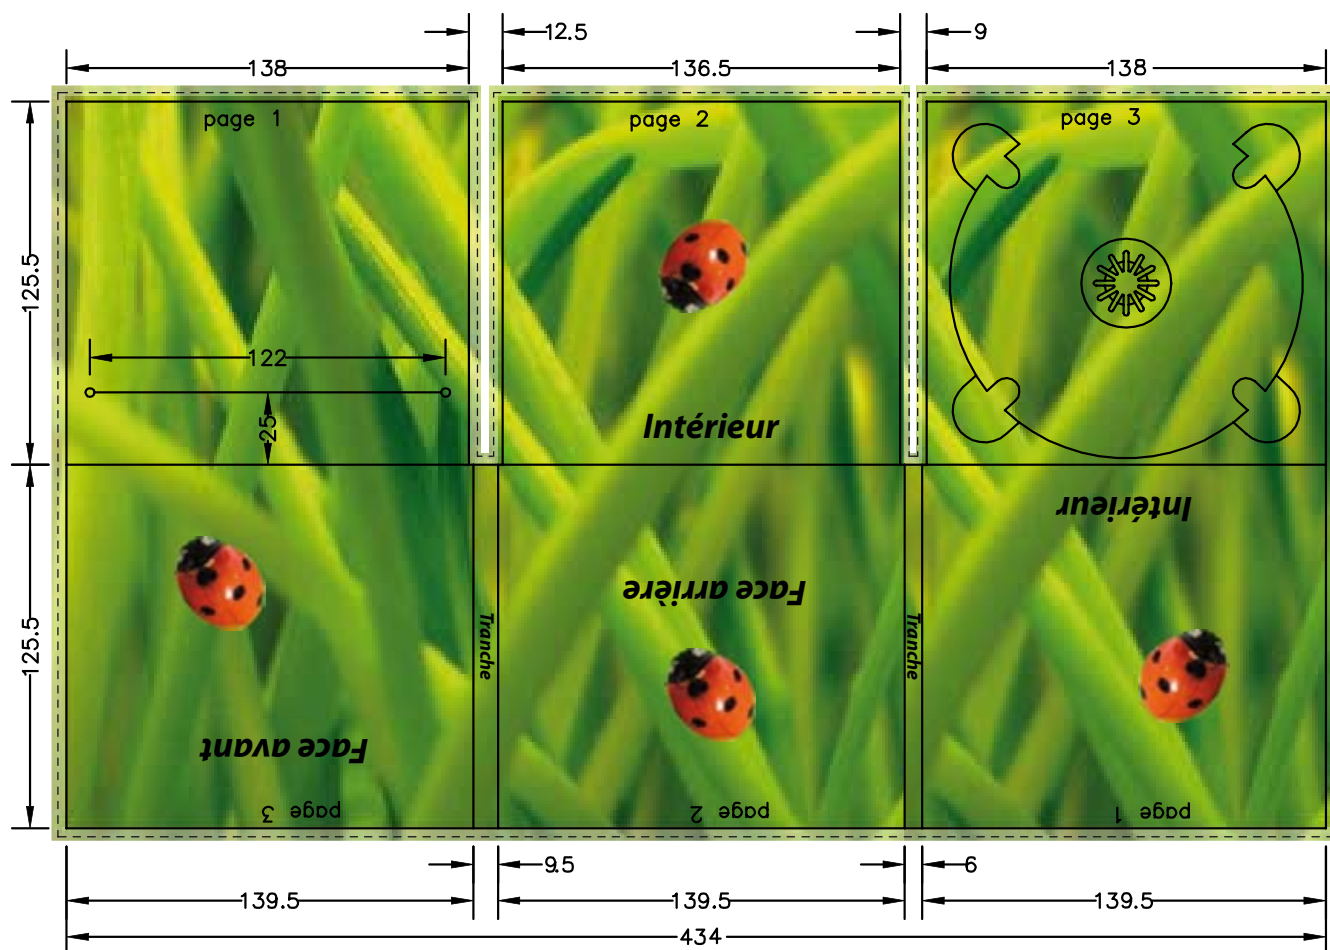 12.5
9
138
136.5
138
page 1
page 2
page 3
125.5
122
25
Intérieur
Intérieur
125.5
Face arrière
Tranche
Tranche
Face avant
page 3
page 2
page 1
9.5
6
139.5
139.5
139.5
434